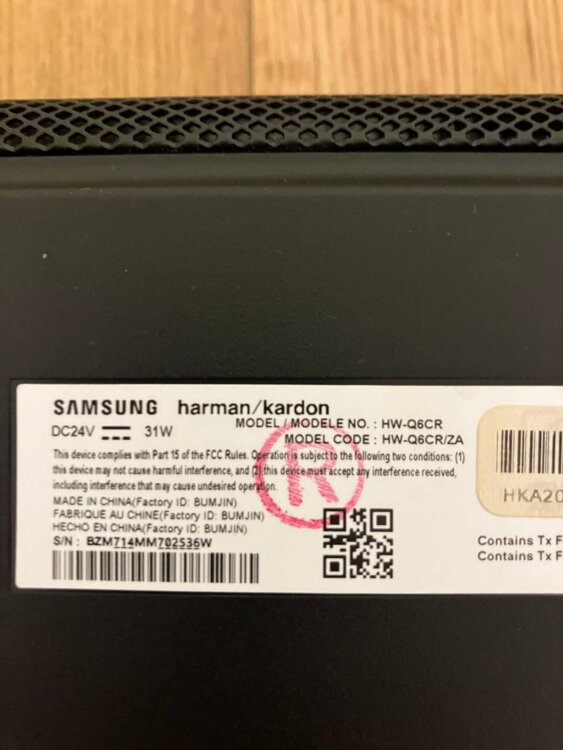 SAMSUNG harman/kardon
MODEL / MODELE NO. : HW-Q6CR
DC24V 31W
MODEL CODE : HW-Q6CR/ZA
This device complies with Part 15 of the FCC Rules. Operation is subject to the following two conditions: (1)
this device may not cause harmful interference, and (2) this device must accept any interference received,
including interference that may cause undesired operation.
MADE IN CHINA(Factory ID: BUMJIN)
FABRIQUE AU CHINE(Factory ID: BUMJIN)
HECHO EN CHINA(Factory ID: BUMJIN)
S/N : BZM714MM702536W
R
HKA20
Contains Tx F
Contains Tx F